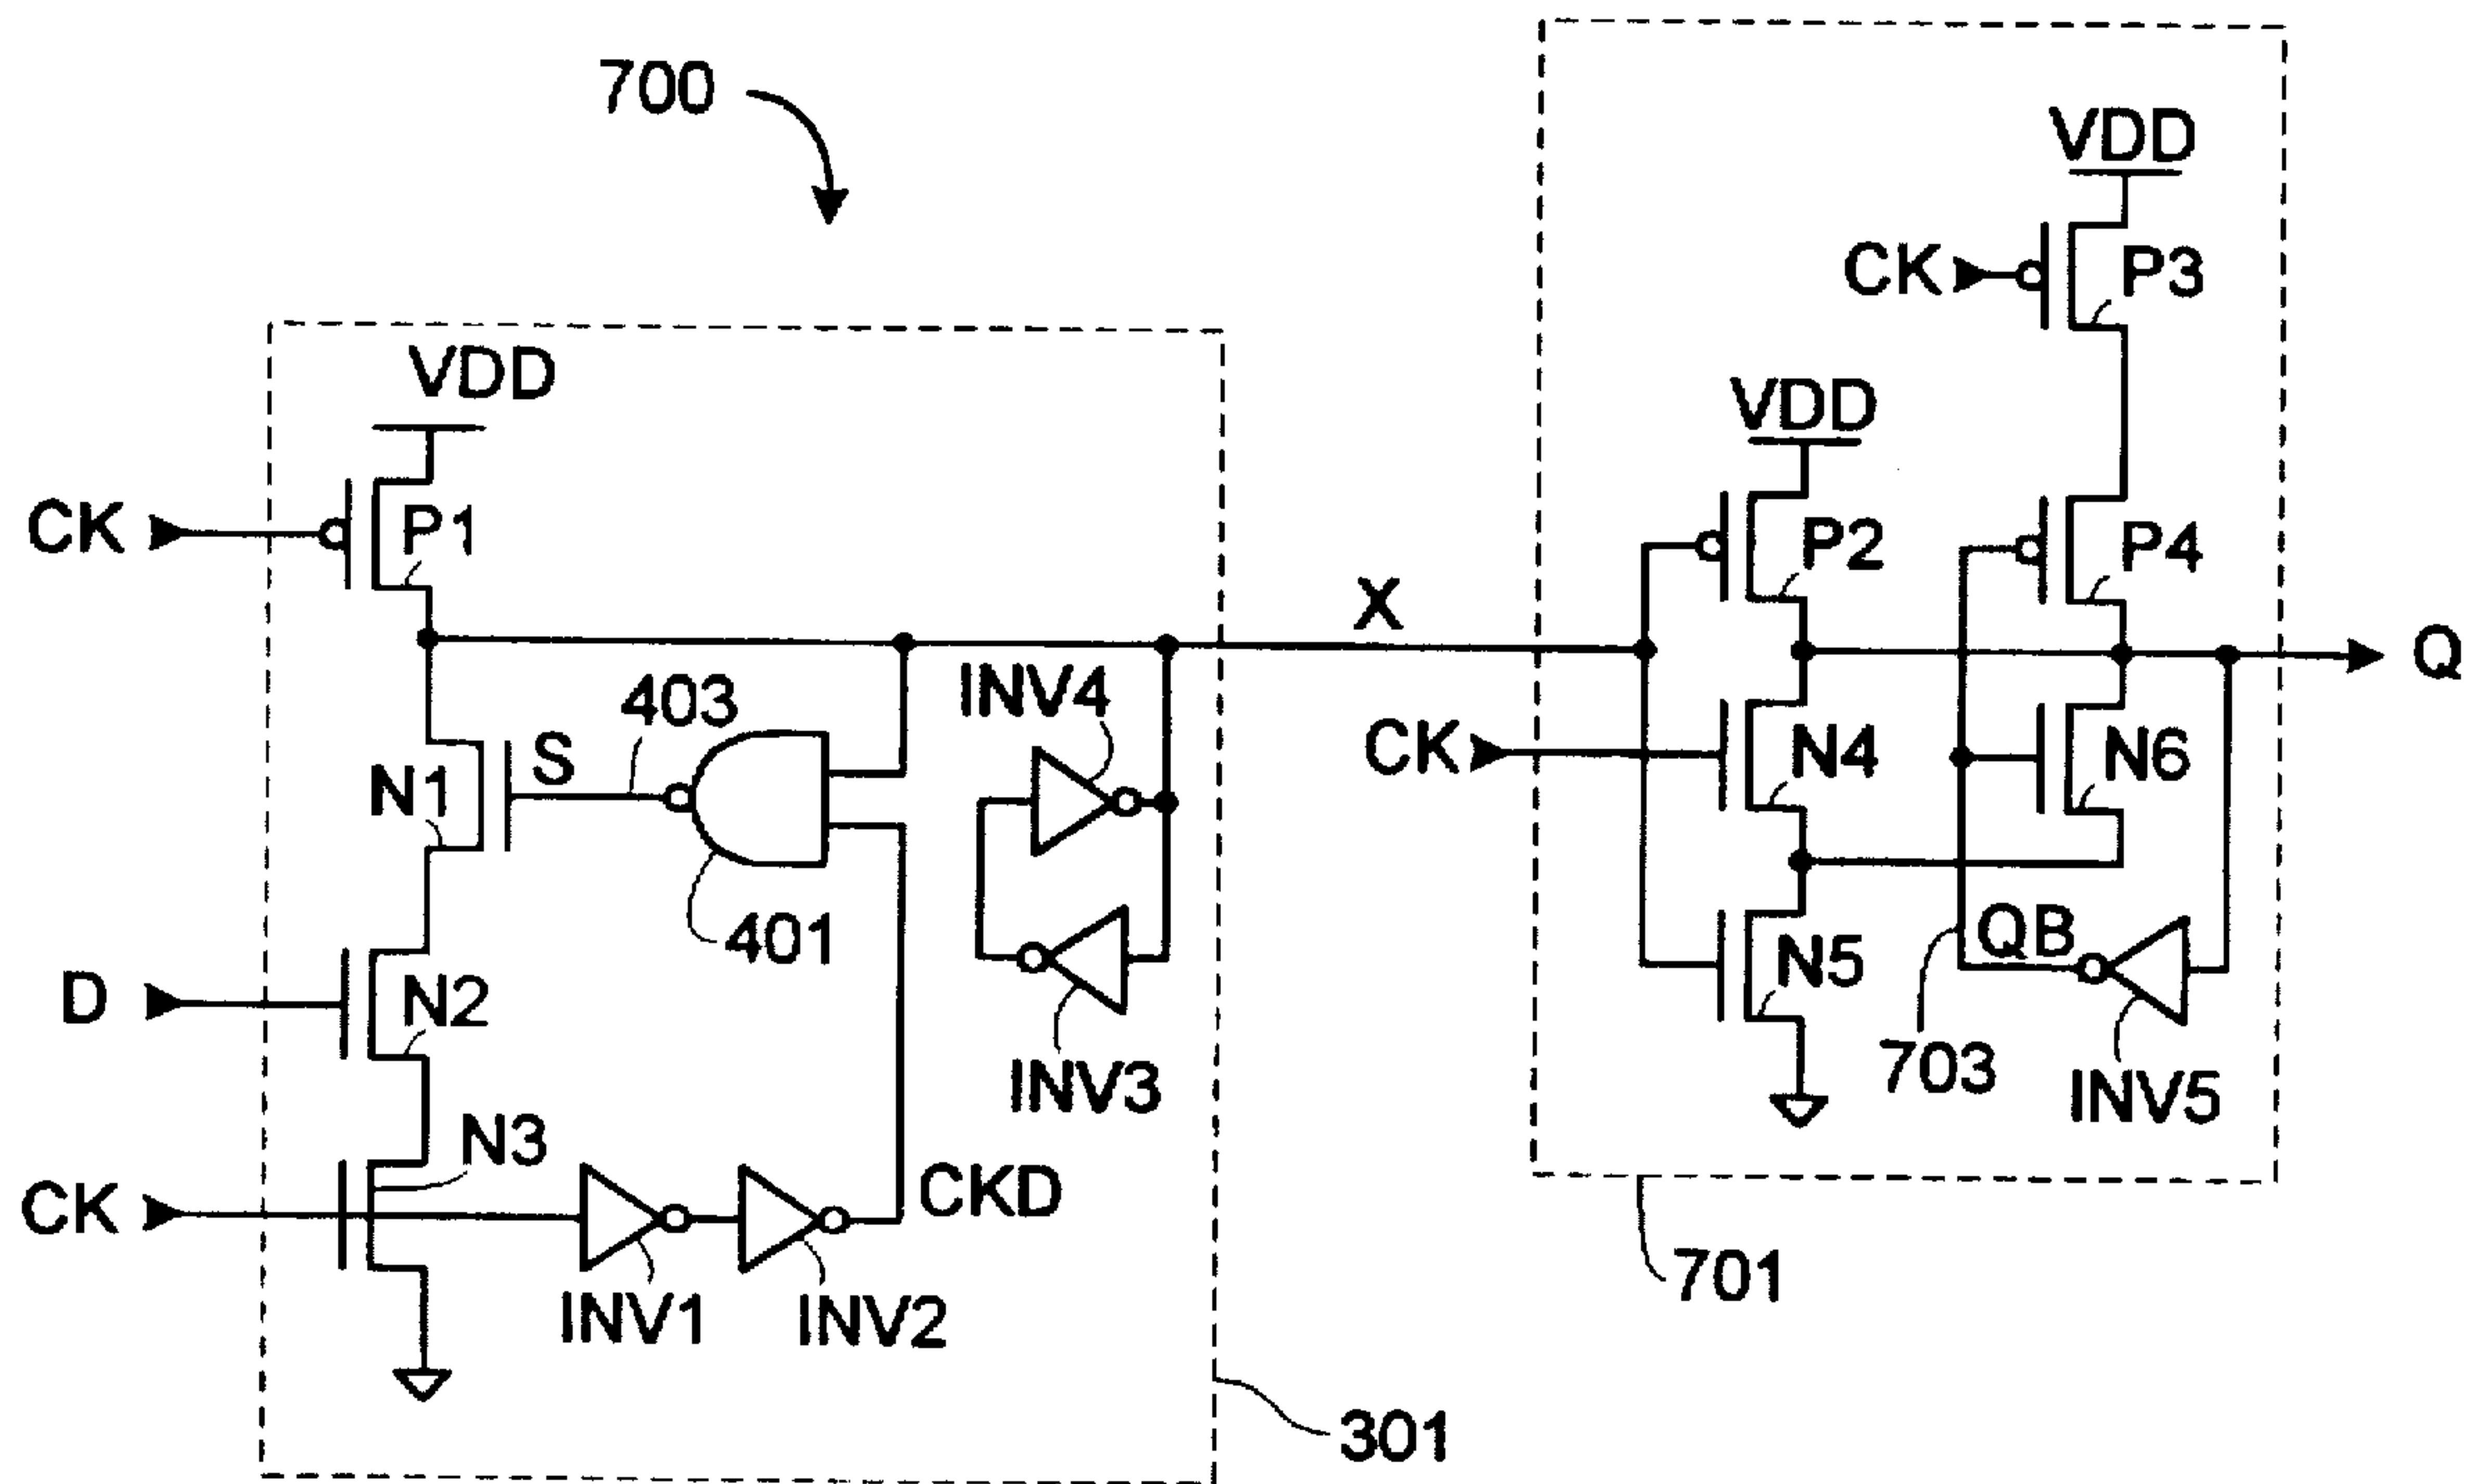 700
VDD
CK
P3
VDD
VDD
CK
P1
P2
P4
X
INV4
403
S
N1
CK
N4
N6
401
QB
D
N2
N5
Q
INV3
703
INV5
N3
CK
CKD
INV1
INV2
701
301